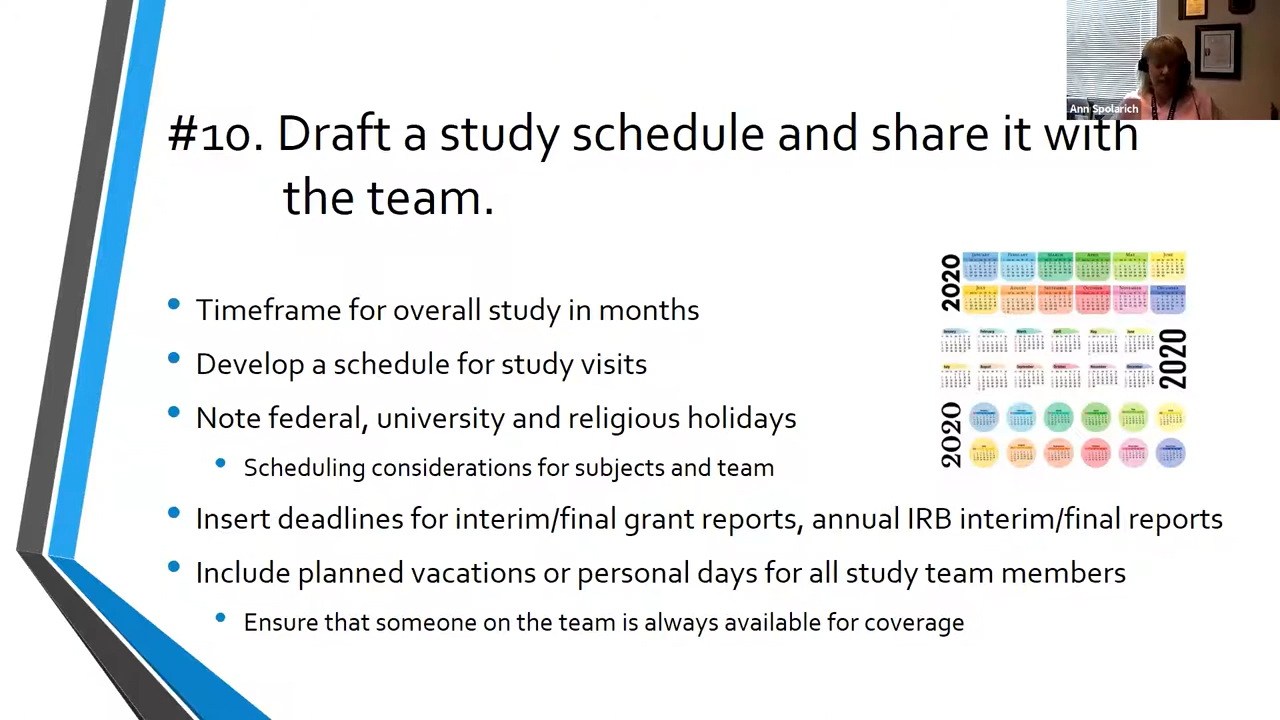 Ann Spolarich
#10. Draft a study schedule and share it with
the team.
Timeframe for overall study in months
Develop a schedule for study visits
Note federal, university and religious holidays
Scheduling considerations for subjects and team
Insert deadlines for interim/final grant reports, annual IRB interim/final reports
Include planned vacations or personal days for all study team members
Ensure that someone on the team is always available for coverage
2020
2020
2020